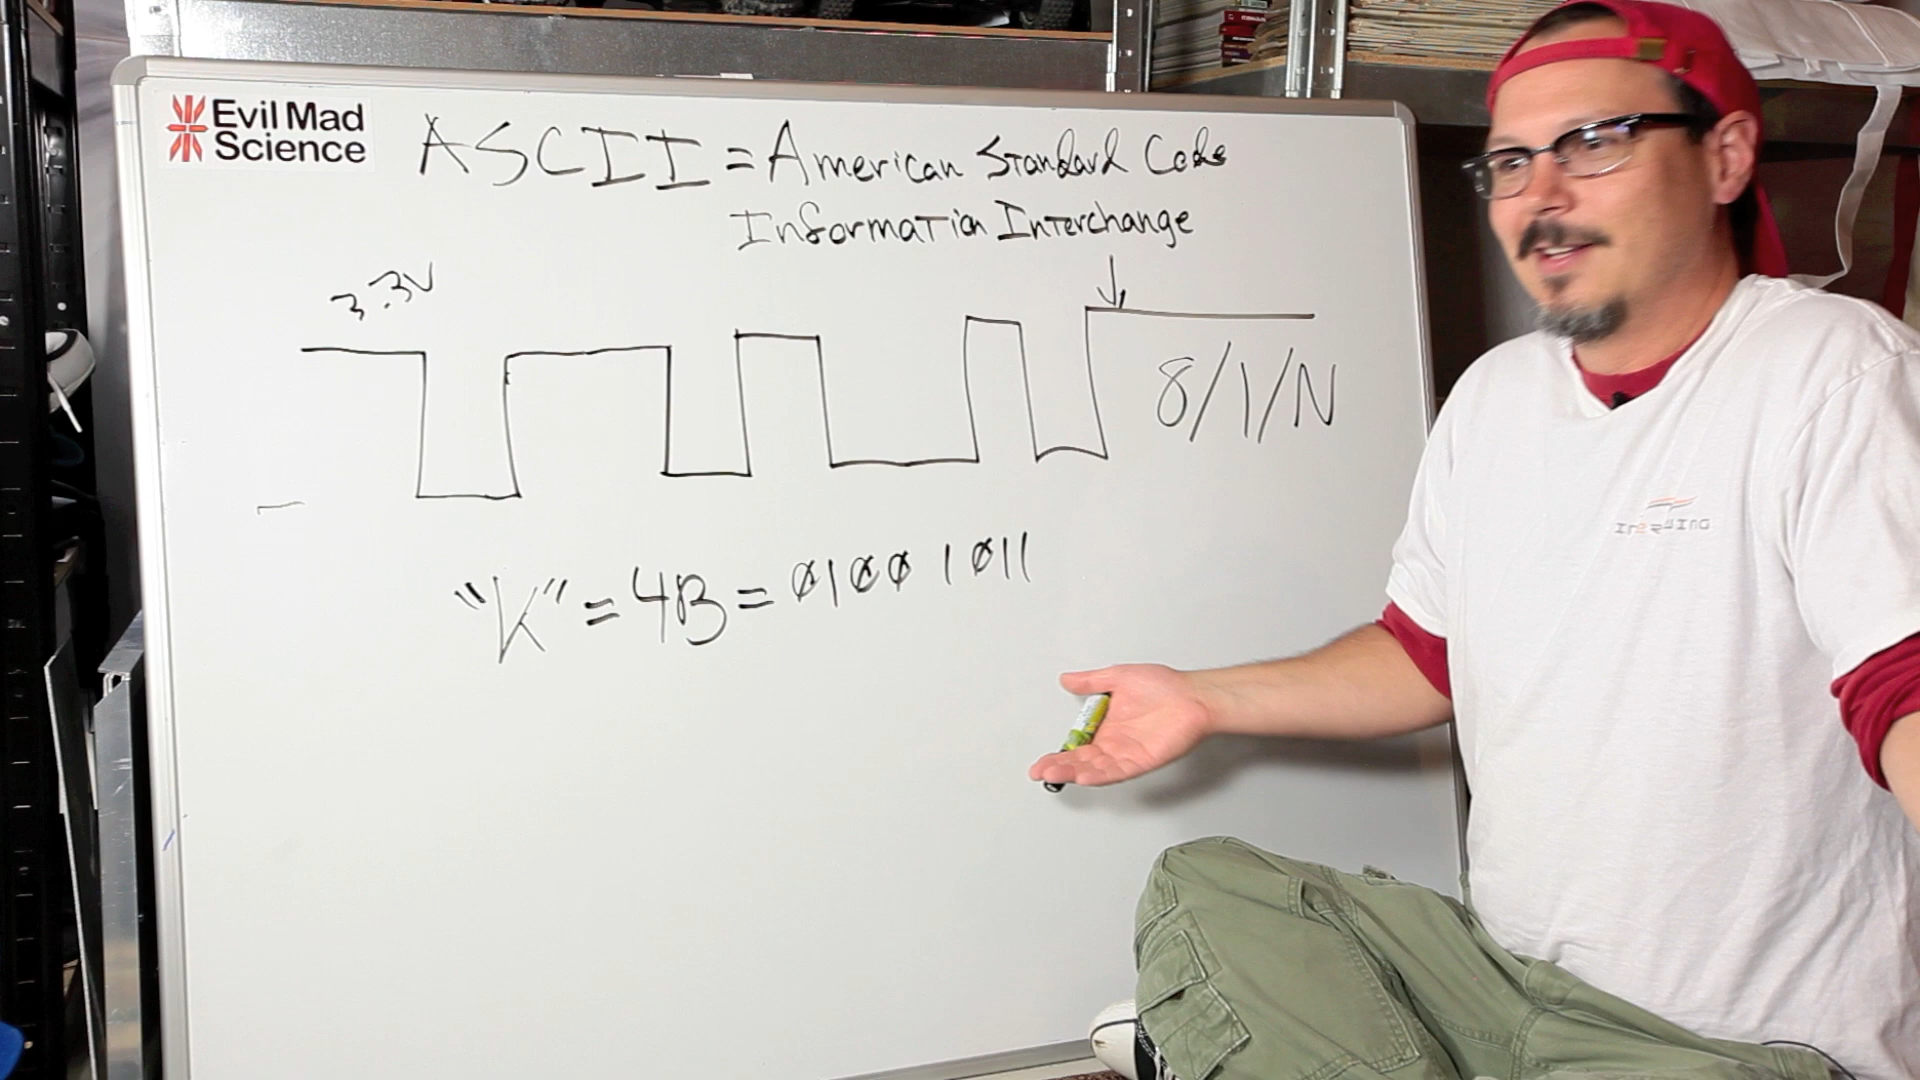 Evil Mad
Science
ASCII = American Standard Code
Information Interchange
3.3V
8/1/N
"K" = 4B = 0100 1011